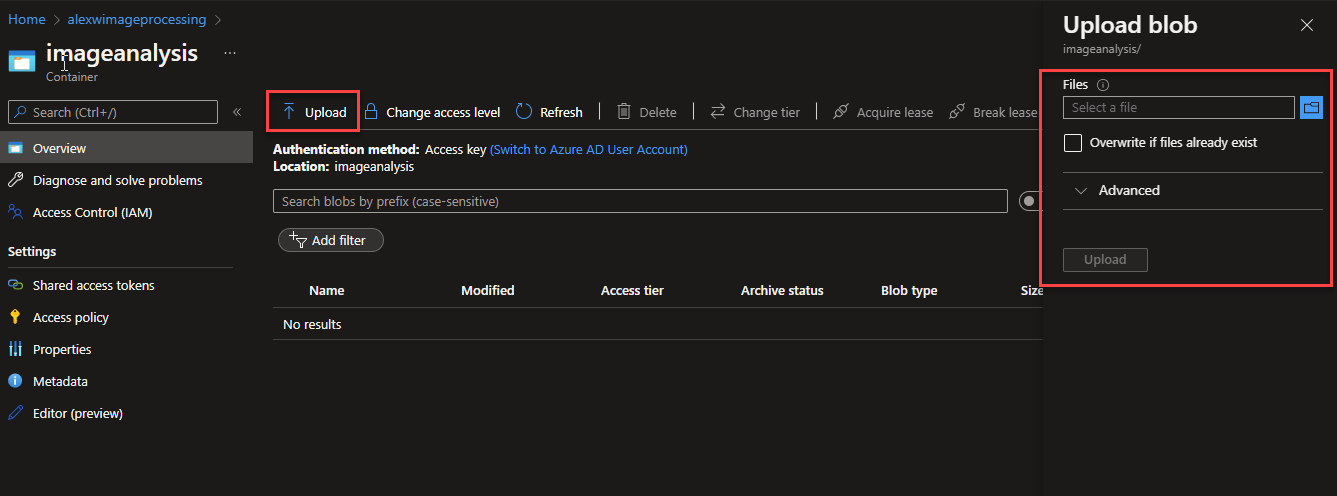 Home > alexwimageprocessing >
imageanalysis ...
Container
Search (Ctrl+/) «
Overview
Diagnose and solve problems
Access Control (IAM)
Settings
Shared access tokens
Access policy
Properties
Metadata
Editor (preview)
Upload Change access level Refresh Delete Change tier Acquire lease Break lease
Authentication method: Access key (Switch to Azure AD User Account)
Location: imageanalysis
Search blobs by prefix (case-sensitive)
Add filter
Name Modified Access tier Archive status Blob type Size
No results
Upload blob
imageanalysis/
Files
Select a file
Overwrite if files already exist
Advanced
Upload